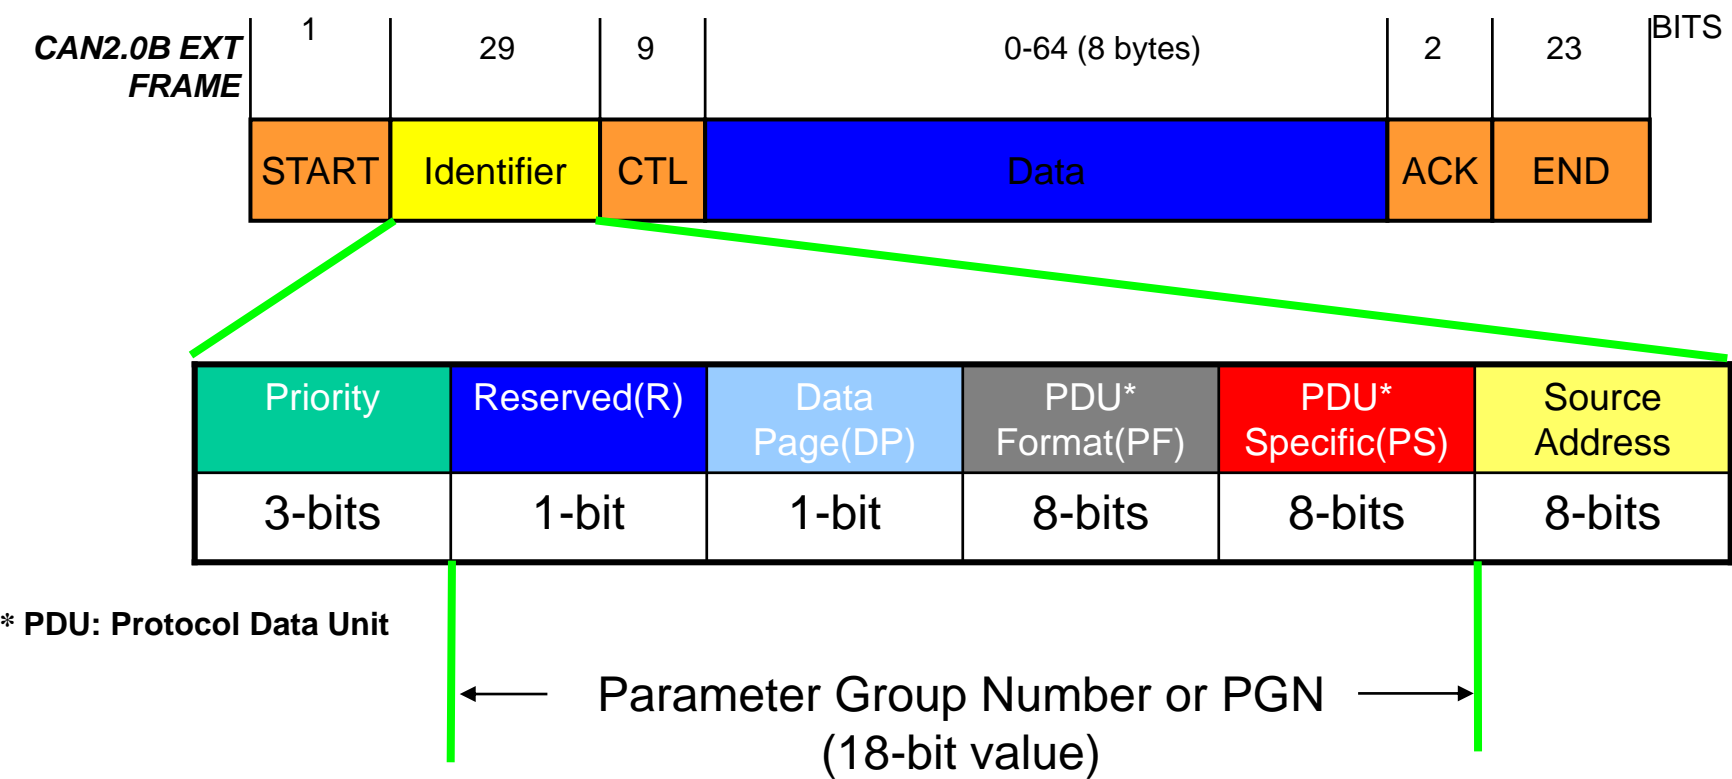 CAN2.0B EXT
FRAME
1
29
9
0-64 (8 bytes)
2
23
BITS
START
Identifier
CTL
Data
ACK
END
Priority
Reserved(R)
Data
Page(DP)
PDU*
Format(PF)
PDU*
Specific(PS)
Source
Address
3-bits
1-bit
1-bit
8-bits
8-bits
8-bits
* PDU: Protocol Data Unit
Parameter Group Number or PGN
(18-bit value)